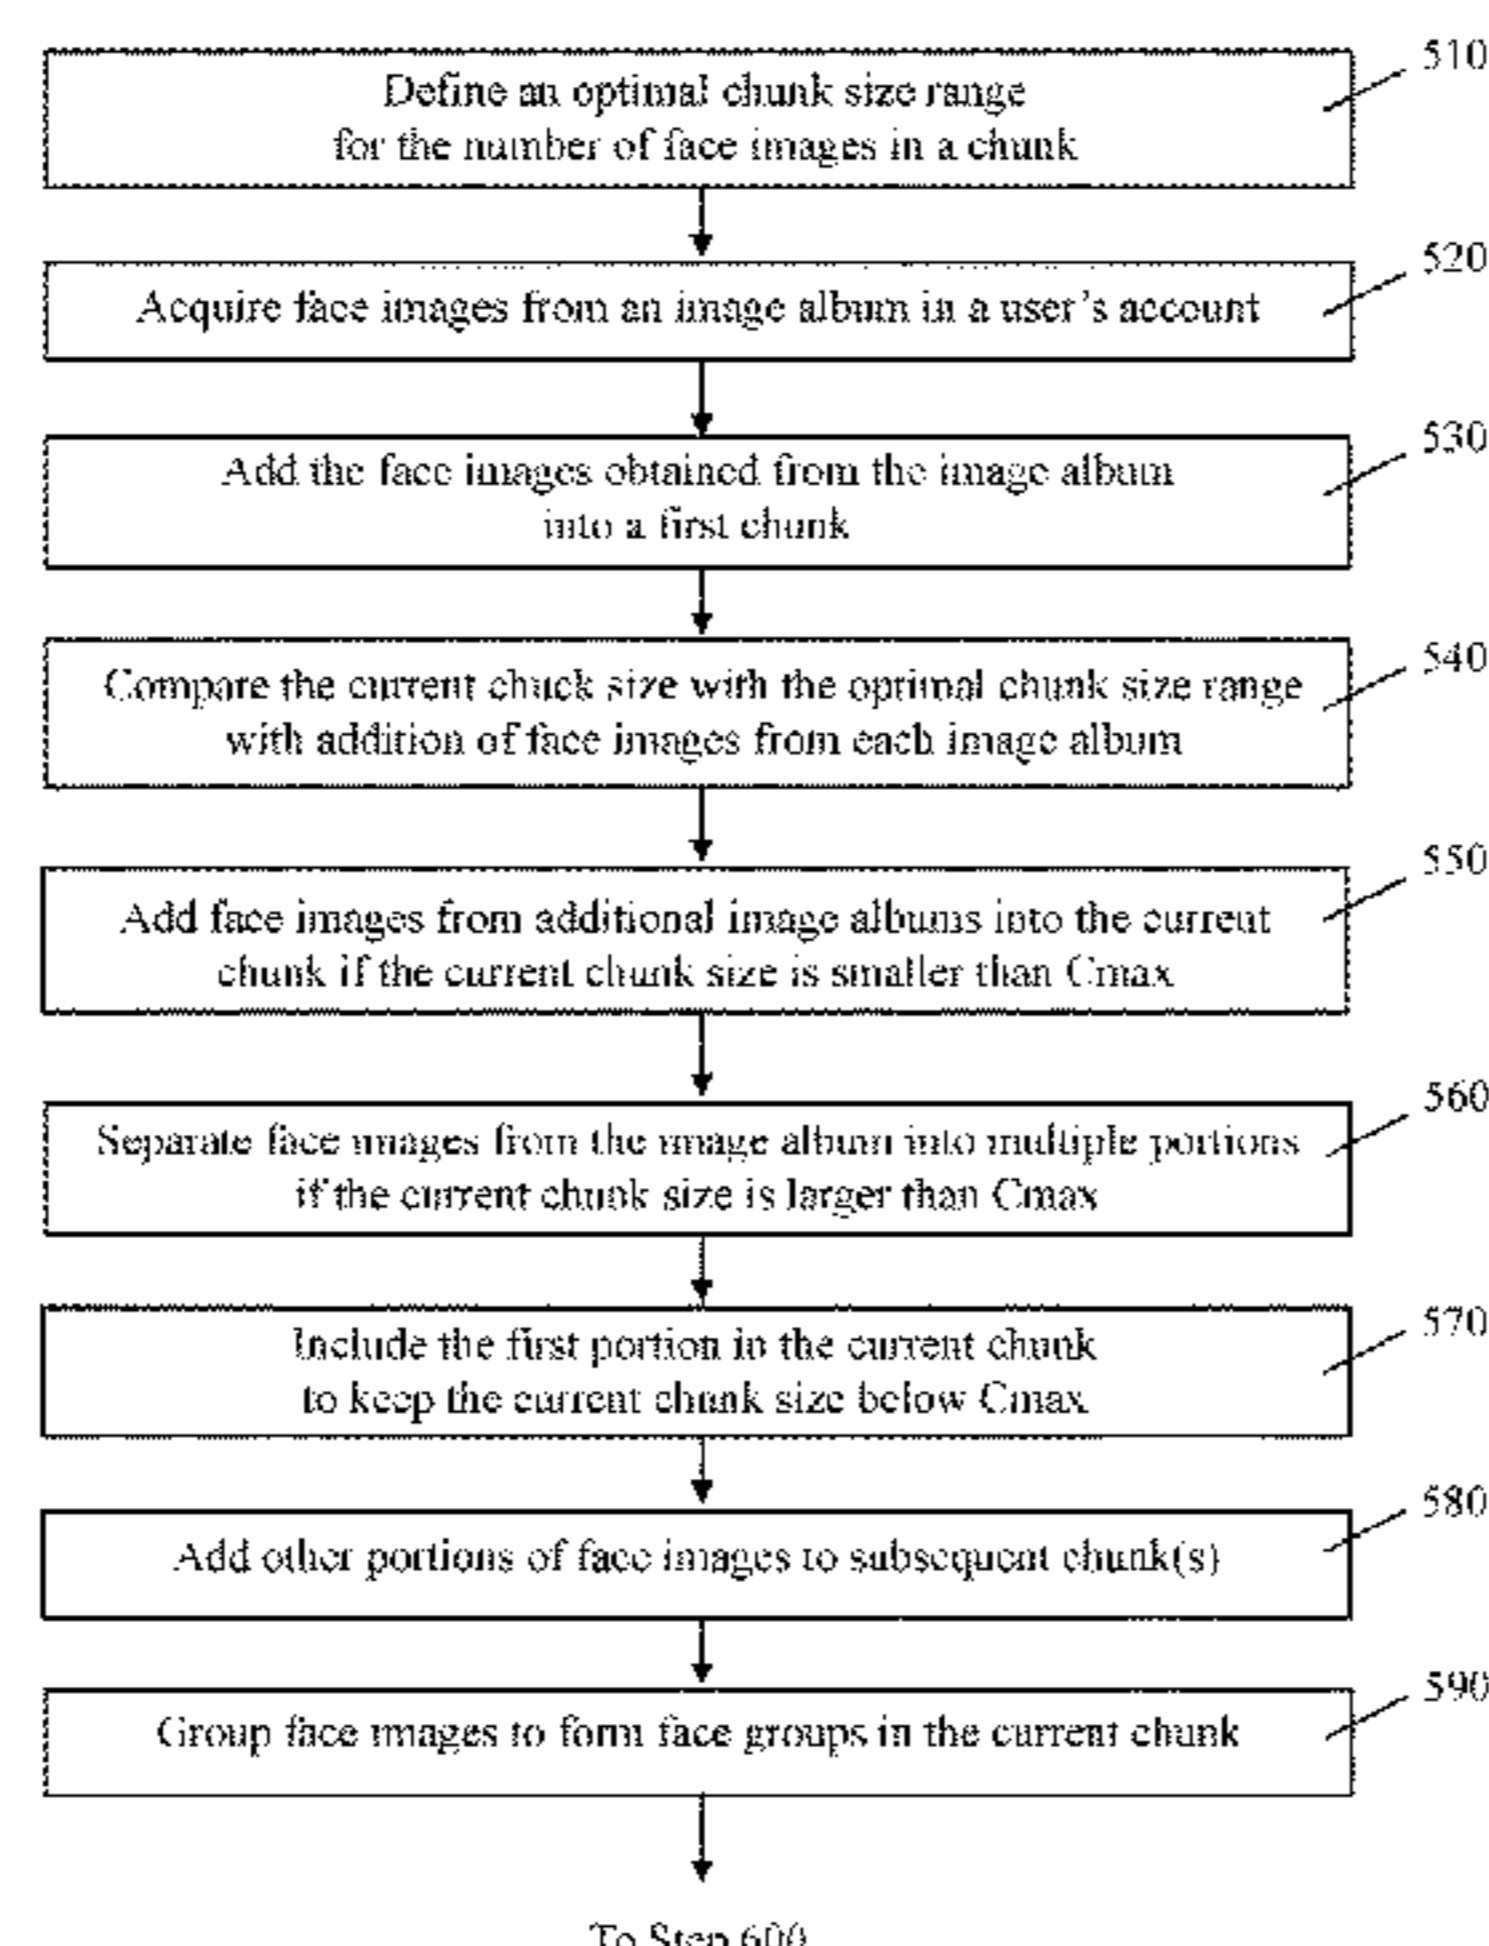 510
Define an optimal chunk size range
for the number of face images in a chunk
520
Acquire face images from an image album in a user's account
530
Add the face images obtained from the image album
into a first chunk
540
Compare the current chuck size with the optimal chunk size range
with addition of face images from each image album
550
Add face images from additional image albums into the current
chunk if the current chunk size is smaller than Cmax
560
Separate face images from the image album into multiple portions
if the current chunk size is larger than Cmax
570
Include the first portion in the current chunk
to keep the current chunk size below Cmax
580
Add other portions of face images to subsequent chunk(s)
590
Group face images to form face groups in the current chunk
To Step 600